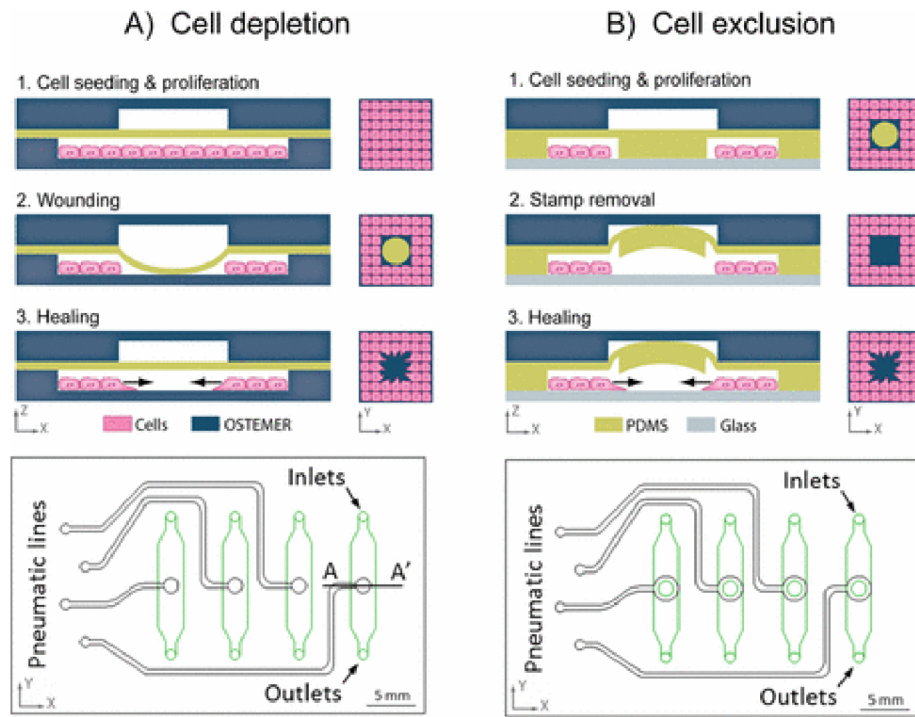 A) Cell depletion
1. Cell seeding & proliferation
2. Wounding
3. Healing
Z
X
Cells
OSTEMER
Y
X
Pneumatic lines
Inlets
A
A'
Outlets
Y
X
5 mm
B) Cell exclusion
1. Cell seeding & proliferation
2. Stamp removal
3. Healing
Z
X
PDMS
Glass
Y
X
Pneumatic lines
Inlets
Outlets
Y
X
5 mm